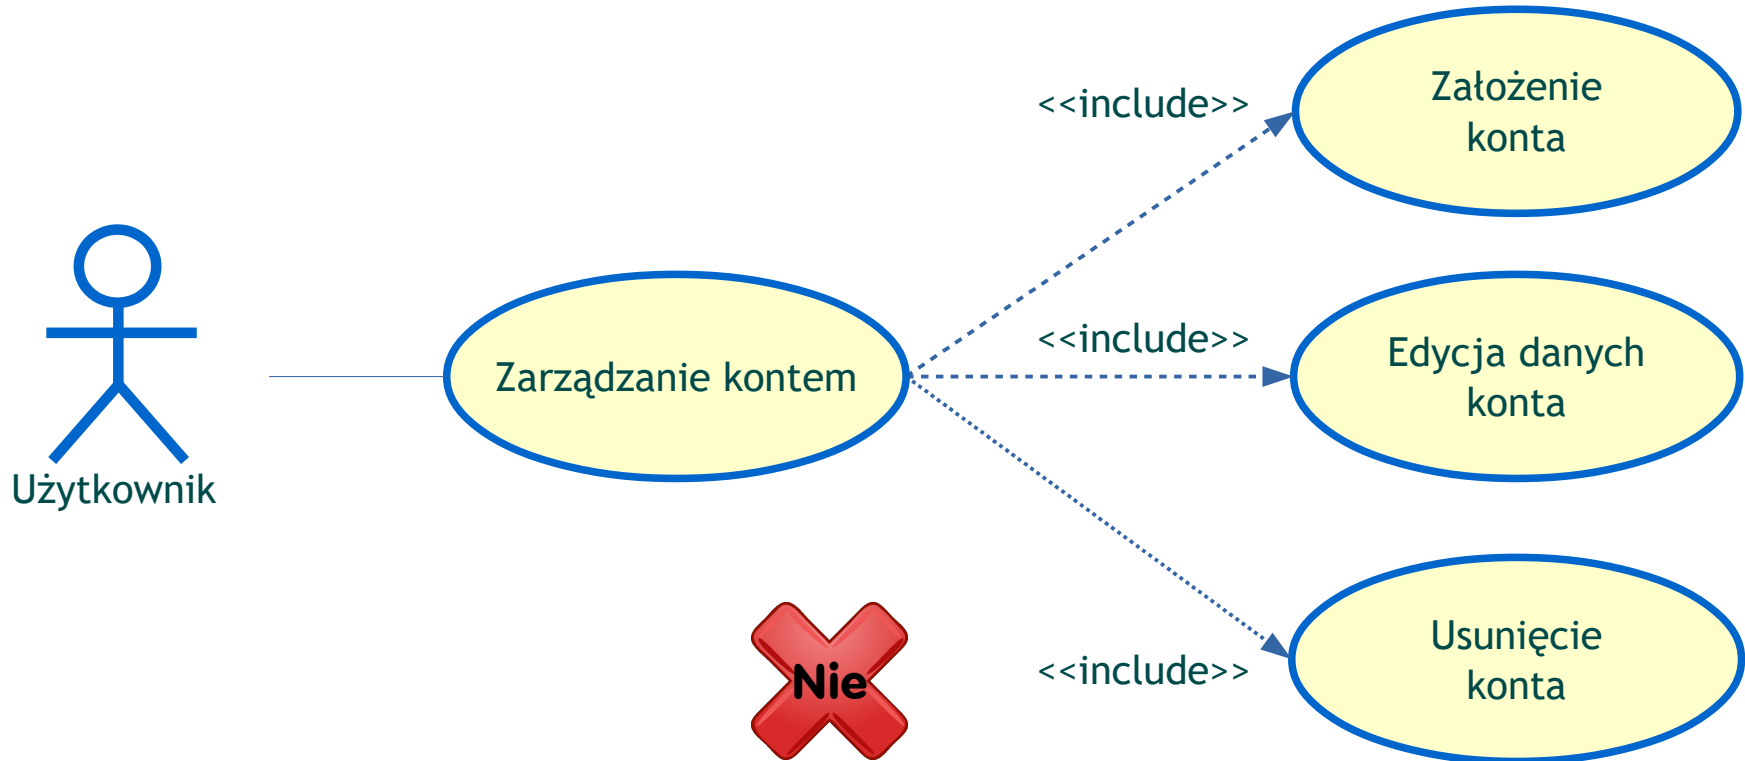 <<include>>
Założenie
konta
Użytkownik
Zarządzanie kontem
<<include>>
Edycja danych
konta
Nie
<<include>>
Usunięcie
konta